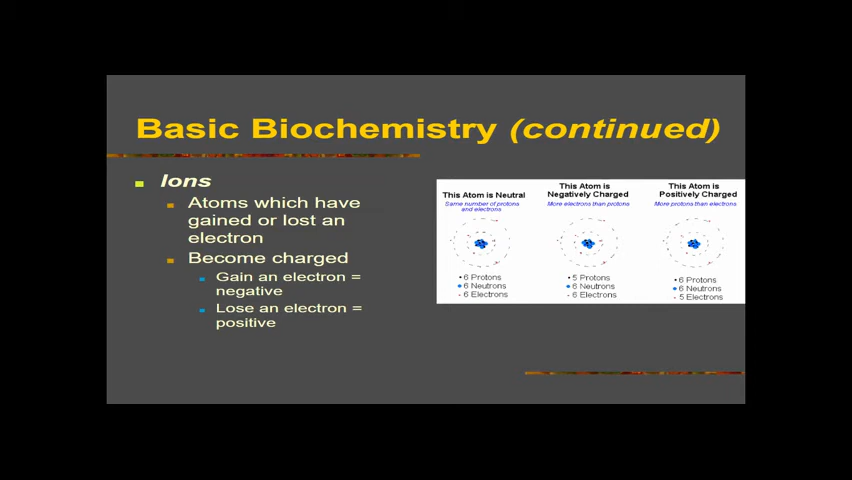 Basic Biochemistry (continued)
Ions
Atoms which have
gained or lost an
electron
Become charged
Gain an electron =
negative
Lose an electron =
positive
This Atom is Neutral
Same number of protons
and electrons
6 Protons
6 Neutrons
6 Electrons
This Atom is
Negatively Charged
More electrons than protons
5 Protons
6 Neutrons
6 Electrons
This Atom is
Positively Charged
More protons than electrons
6 Protons
6 Neutrons
5 Electrons